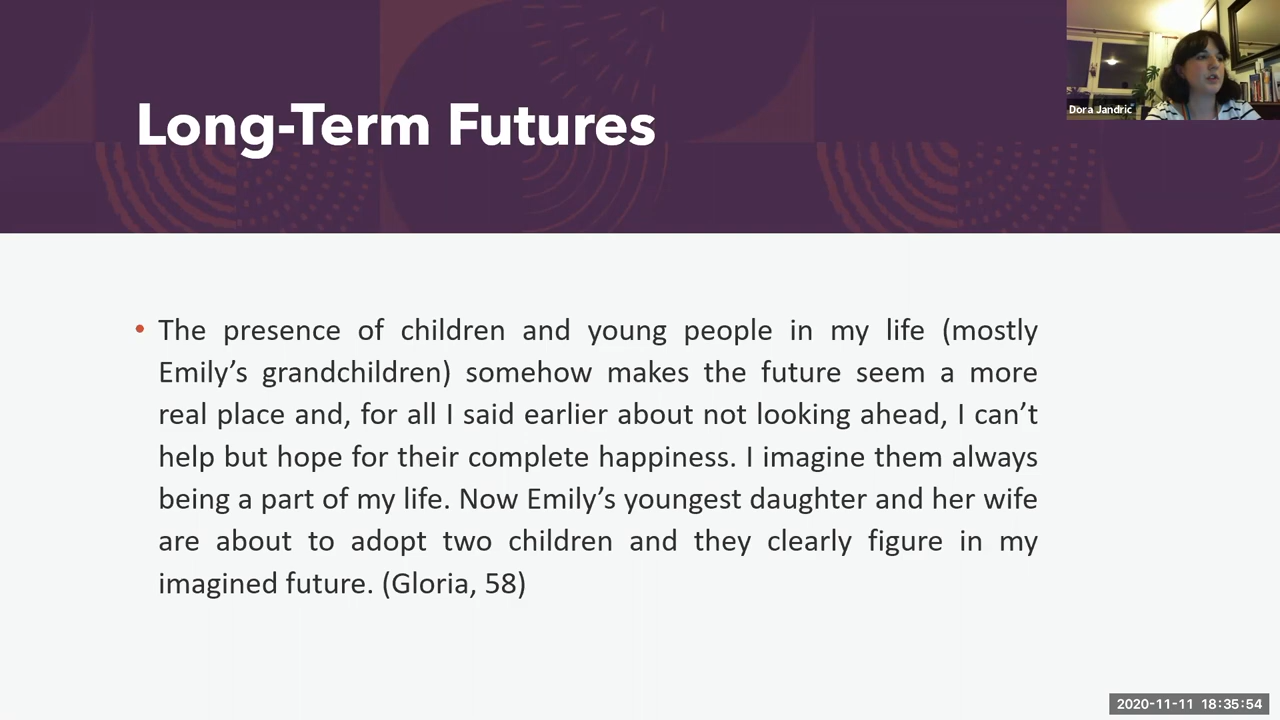 Long-Term Futures
Dora Jandric
• The presence of children and young people in my life (mostly
Emily’s grandchildren) somehow makes the future seem a more
real place and, for all I said earlier about not looking ahead, I can’t
help but hope for their complete happiness. I imagine them always
being a part of my life. Now Emily’s youngest daughter and her wife
are about to adopt two children and they clearly figure in my
imagined future. (Gloria, 58)
2020-11-11 18:35:54